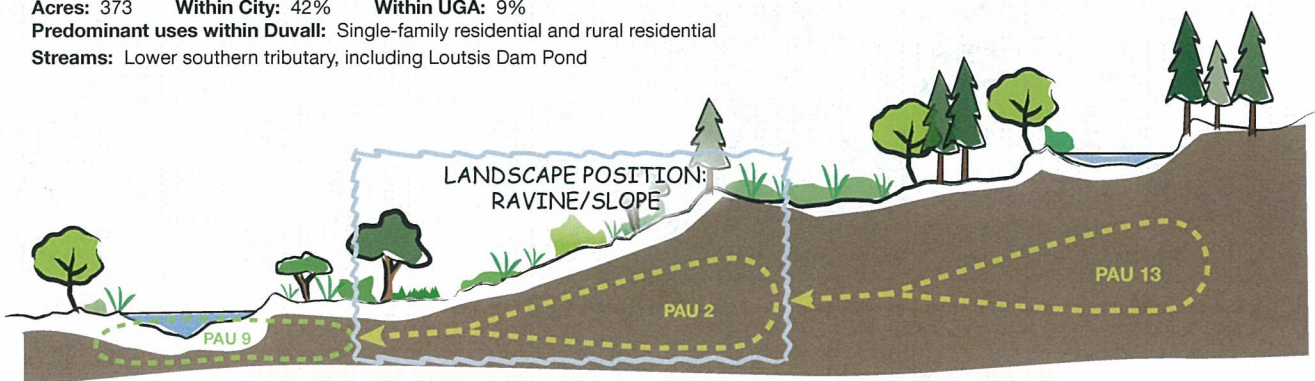 Acres: 373 Within City: 42% Within UGA: 9%
Predominant uses within Duvall: Single-family residential and rural residential
Streams: Lower southern tributary, including Loutsis Dam Pond
LANDSCAPE POSITION:
RAVINE/SLOPE
PAU 13
PAU 2
PAU 9